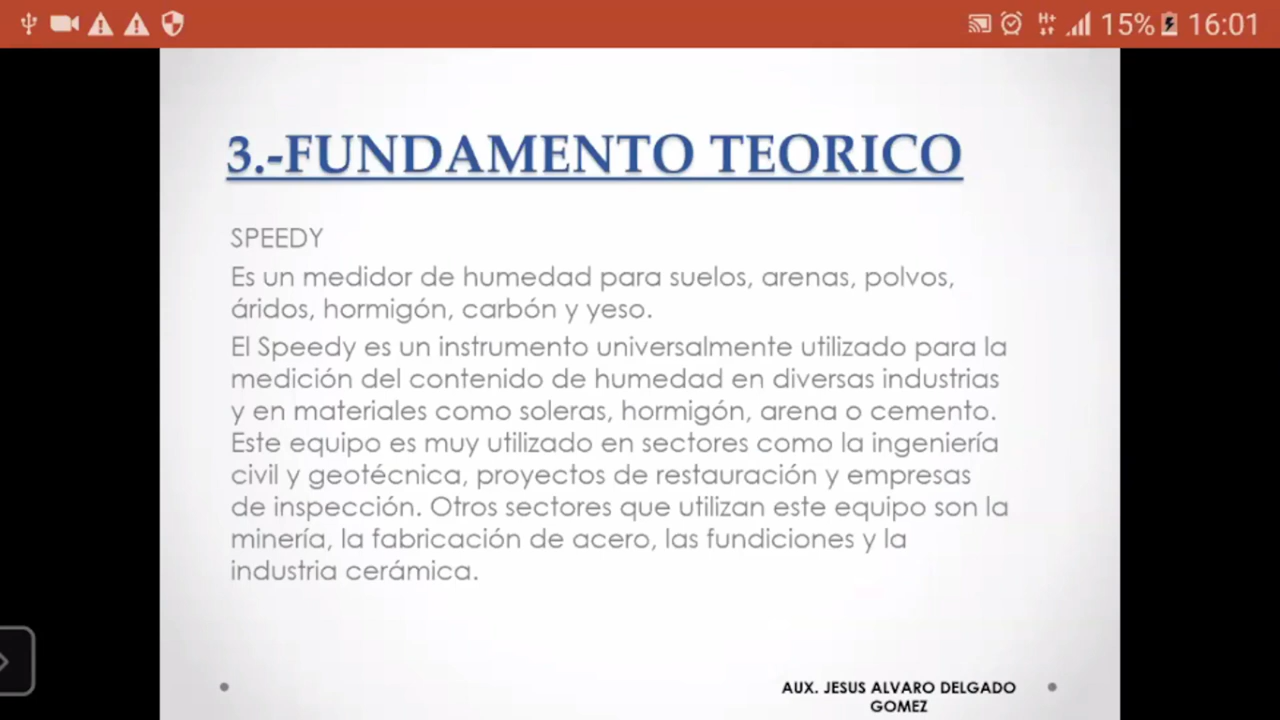 H+ 15% 16:01
3.-FUNDAMENTO TEORICO
SPEEDY
Es un medidor de humedad para suelos, arenas, polvos,
áridos, hormigón, carbón y yeso.
El Speedy es un instrumento universalmente utilizado para la
medición del contenido de humedad en diversas industrias
y en materiales como soleras, hormigón, arena o cemento.
Este equipo es muy utilizado en sectores como la ingeniería
civil y geotécnica, proyectos de restauración y empresas
de inspección. Otros sectores que utilizan este equipo son la
minería, la fabricación de acero, las fundiciones y la
industria cerámica.
AUX. JESUS ALVARO DELGADO
GOMEZ